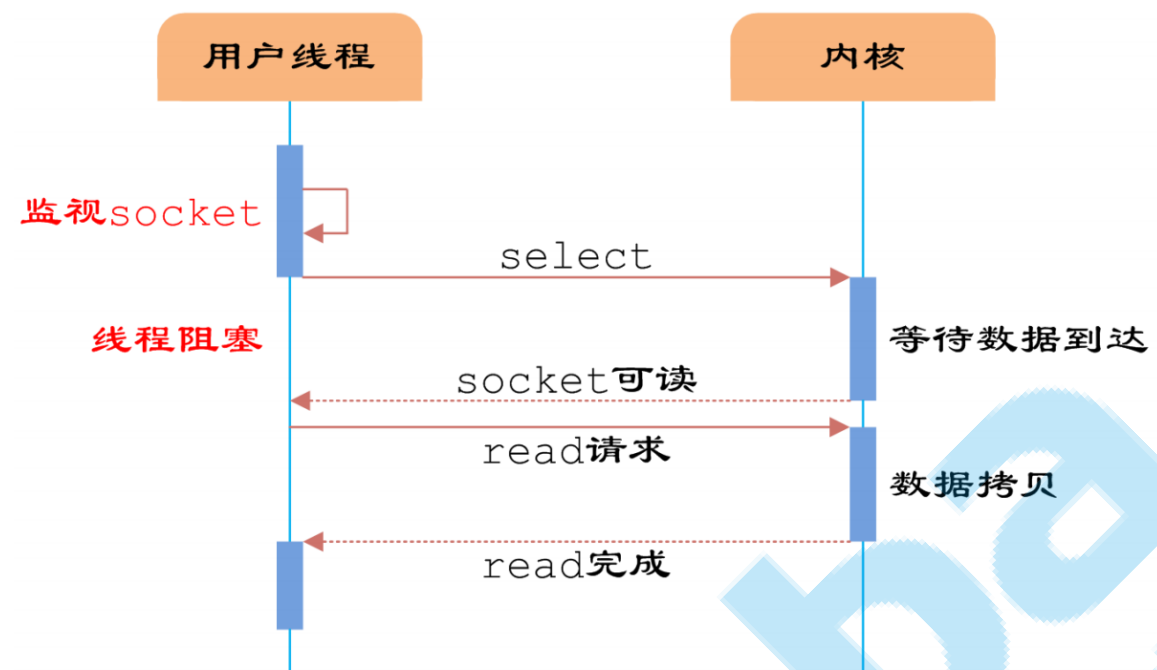 用户线程
内核
监视socket
select
线程阻塞
等待数据到达
socket可读
read请求
数据拷贝
read完成